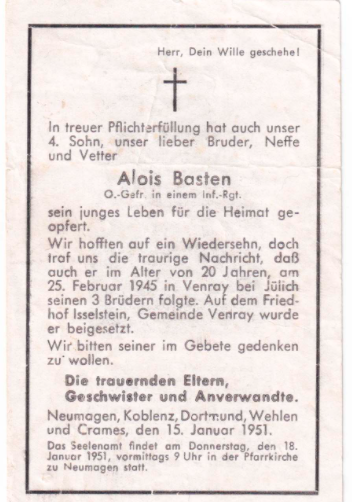 Herr, Dein Wille geschehe!
In treuer Pflichterfüllung hat auch unser
4. Sohn, unser lieber Bruder, Neffe
und Vetter
Alois Basten
O.-Gefr. in einem Inf.-Rgt.
sein junges Leben für die Heimat ge-
opfert.
Wir hofften auf ein Wiedersehn, doch
traf uns die traurige Nachricht, daß
auch er im Alter von 20 Jahren, am
25. Februar 1945 in Venray bei Jülich
seinen 3 Brüdern folgte. Auf dem Fried-
hof Isselstein, Gemeinde Venray wurde
er beigesetzt.
Wir bitten seiner im Gebete gedenken
zu wollen.
Die trauernden Eltern,
Geschwister und Anverwandte.
Neumagen, Koblenz, Dortmund, Wehlen
und Crames, den 15. Januar 1951.
Das Seelenamt findet am Donnerstag, den 18.
Januar 1951, vormittags 9 Uhr in der Pfarrkirche
zu Neumagen statt.